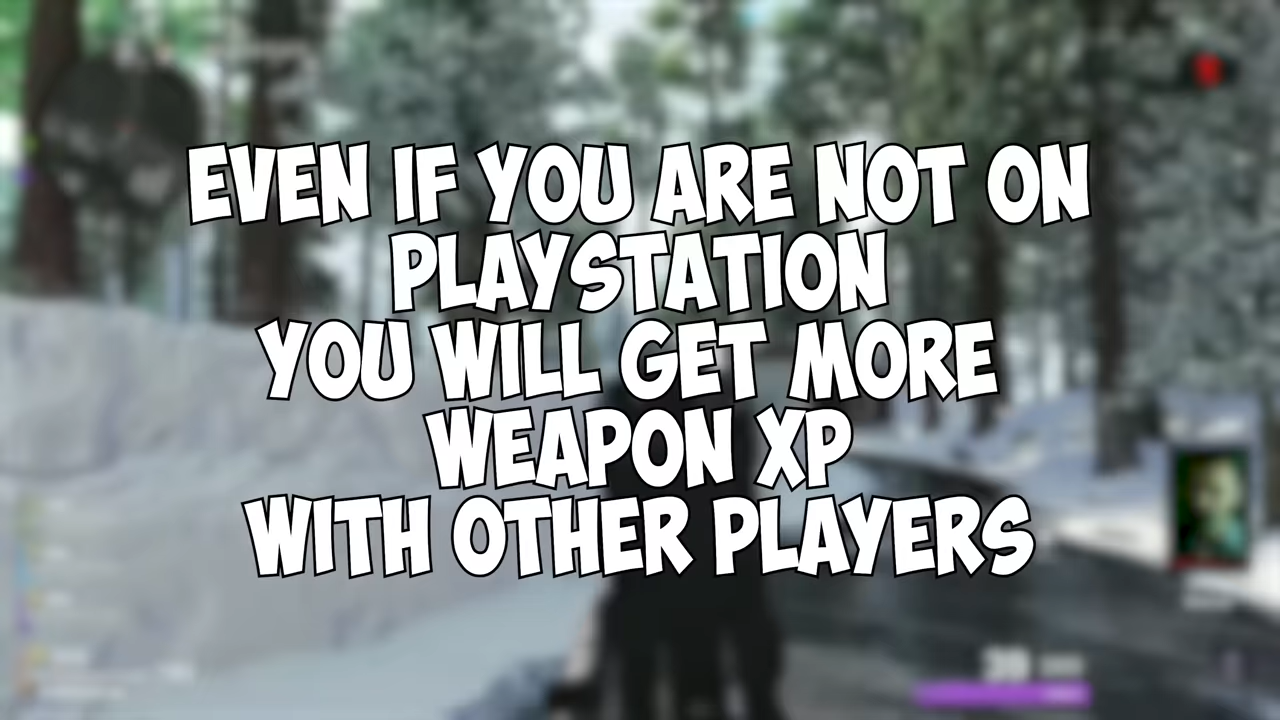 EVEN IF YOU ARE NOT ON
PLAYSTATION
YOU WILL GET MORE
WEAPON XP
WITH OTHER PLAYERS